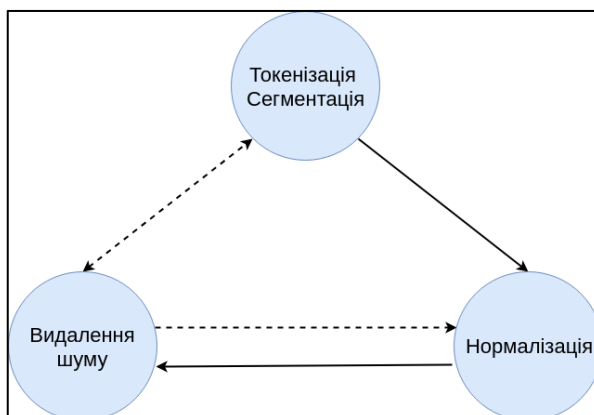 Токенізація
Сегментація
Видалення
шуму
Нормалізація